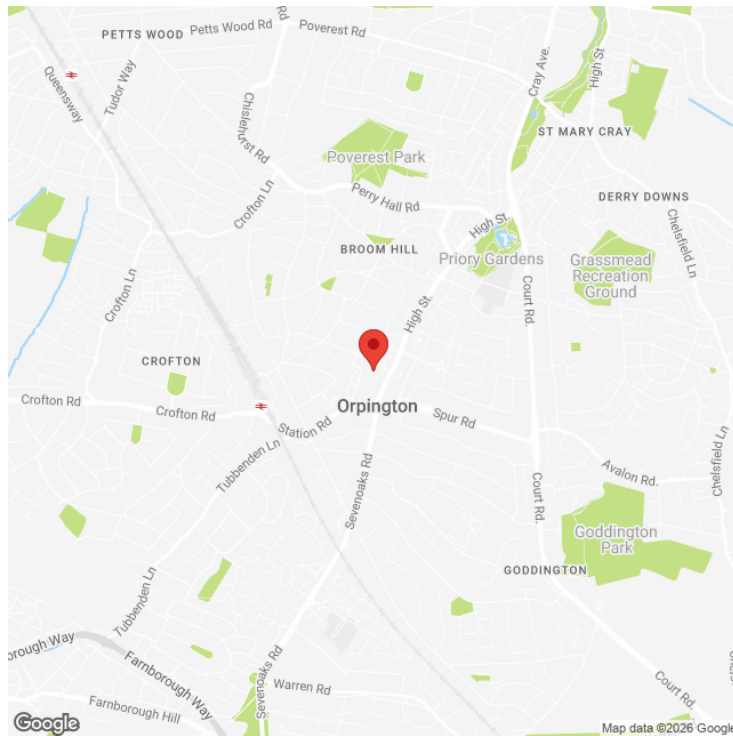 PETTS WOOD
Petts Wood Rd
Rd
Poverest Rd
Queensway
Tudor Way
Cray Ave.
High St
Chislehurst Rd
ST MARY CRAY
Poverest Park
Crofton Ln
Perry Hall Rd
DERRY DOWNS
High St.
Chelsfield Ln
BROOM HILL
Priory Gardens
Grassmead
Recreation
Ground
Crofton Ln
Court Rd.
High St.
CROFTON
Crofton Rd
Crofton Rd
Orpington
Station Rd
Spur Rd
Tubbenden Ln
Sevenoaks Rd
Avalon Rd.
Chelsfield Ln
Court Rd.
Goddington
Park
GODDINGTON
Tubbenden Ln
orough Way
Farnborough Way
Sevenoaks Rd
Warren Rd
Court Rd.
Farnborough Hill
Google
Map data ©2026 Google